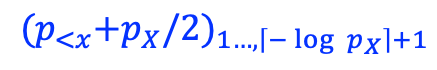 (p<x+pX/2)1…,⌈− log pX⌉+1